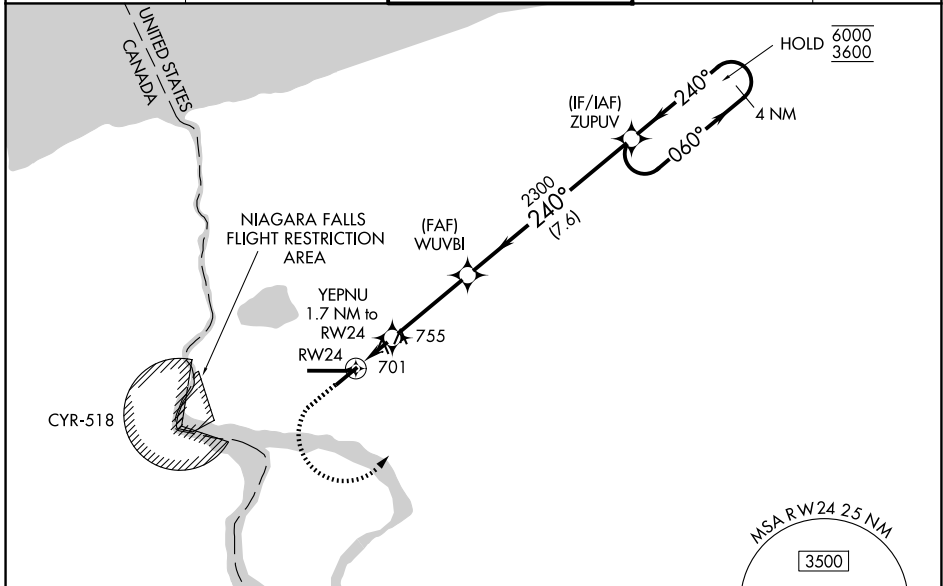 UNITED STATES
CANADA
HOLD 6000
3600
240°
4 NM
(IF/IAF)
ZUPUV
060°
2300
240°
(7.6)
NIAGARA FALLS
FLIGHT RESTRICTION
AREA
(FAF)
WUVBI
YEPNU
1.7 NM to
RW24
755
RW24
701
CYR-518
MSA RW24 25 NM
3500